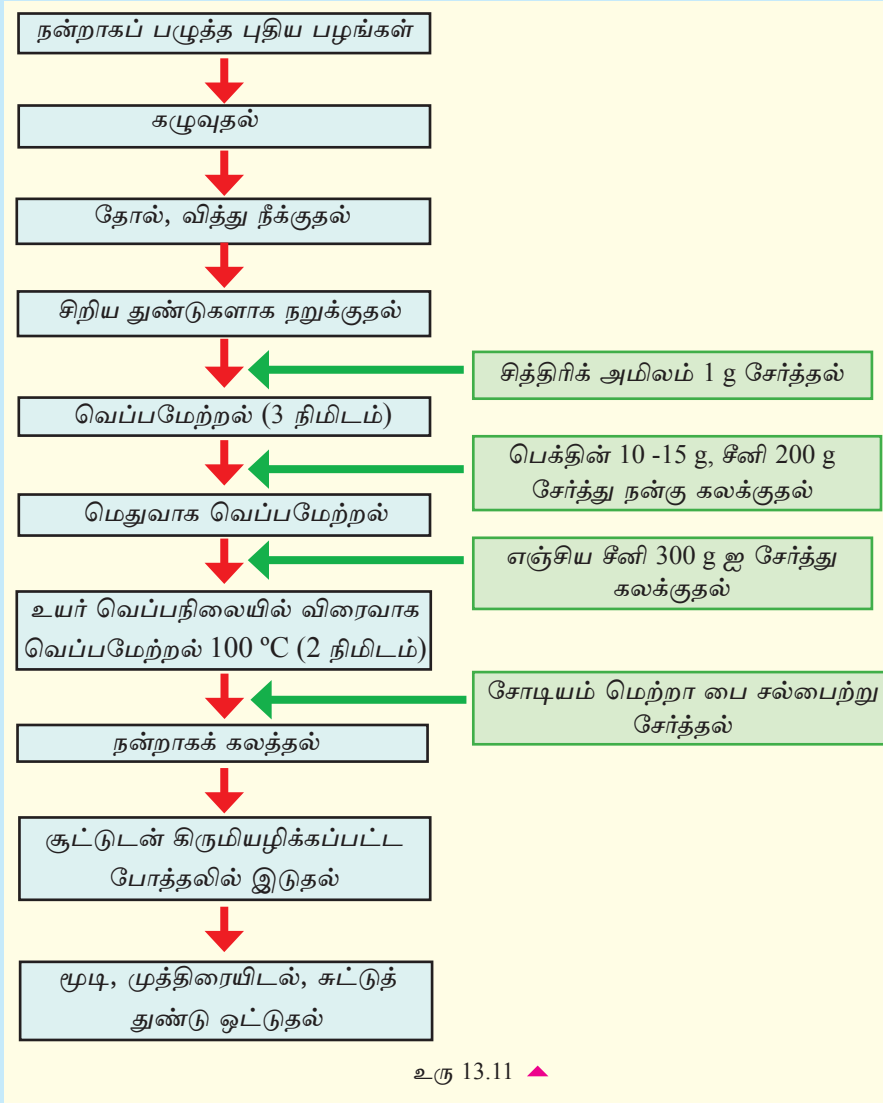 நன்றாகப் பழுத்த புதிய பழங்கள்
கழுவுதல்
தோல், வித்து நீக்குதல்
சிறிய துண்டுகளாக நறுக்குதல்
சித்திரிக் அமிலம் 1 g சேர்த்தல்
வெப்பமேற்றல் (3 நிமிடம்)
பெக்தின் 10 -15 g, சீனி 200 g
சேர்த்து நன்கு கலக்குதல்
மெதுவாக வெப்பமேற்றல்
எஞ்சிய சீனி 300 g ஐ சேர்த்து
கலக்குதல்
உயர் வெப்பநிலையில் விரைவாக
வெப்பமேற்றல் 100 ºC (2 நிமிடம்)
சோடியம் மெற்றா பை சல்பைற்று
சேர்த்தல்
நன்றாகக் கலத்தல்
சூட்டுடன் கிருமியழிக்கப்பட்ட
போத்தலில் இடுதல்
மூடி, முத்திரையிடல், சுட்டுத்
துண்டு ஒட்டுதல்
உரு 13.11